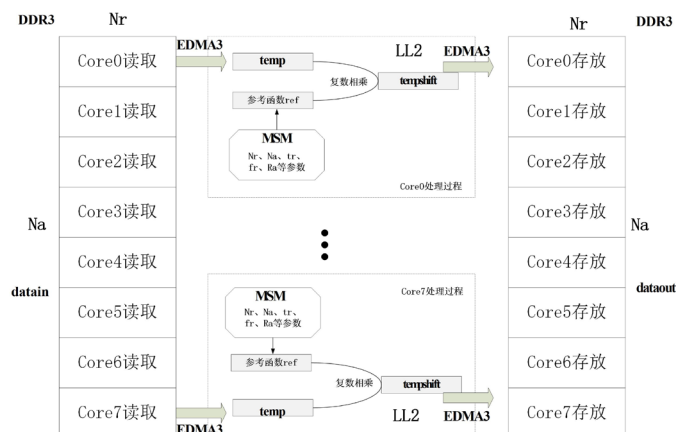 DDR3
Nr
Nr
DDR3
Core0读取
Core1读取
Core2读取
Core3读取
Core4读取
Core5读取
Core6读取
Core7读取
Na
datain
EDMA3
temp
LL2
EDMA3
复数相乘
tempshift
参考函数ref
MSM
Nr、Na、tr、
fr、Ra等参数
Core0处理过程
MSM
Nr、Na、tr、
fr、Ra等参数
Core7处理过程
参考函数ref
复数相乘
tempshift
temp
LL2
EDMA3
EDMA3
Core0存放
Core1存放
Core2存放
Core3存放
Core4存放
Core5存放
Core6存放
Core7存放
Na
dataout